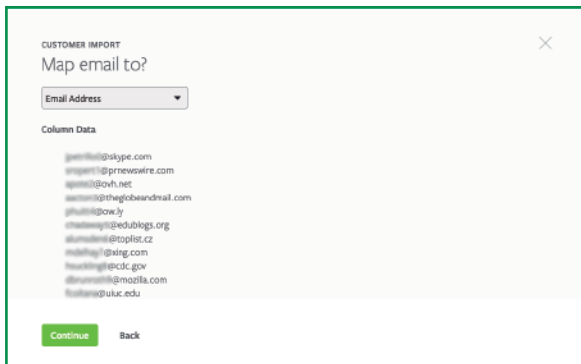 CUSTOMER IMPORT
Map email to?
Email Address
Column Data
@skype.com
@prnewswire.com
@ovh.net
@theglobeandmail.com
@ow.ly
@edublogs.org
@toplist.cz
@xing.com
@cdc.gov
@mozilla.com
@uiuc.edu
Continue Back